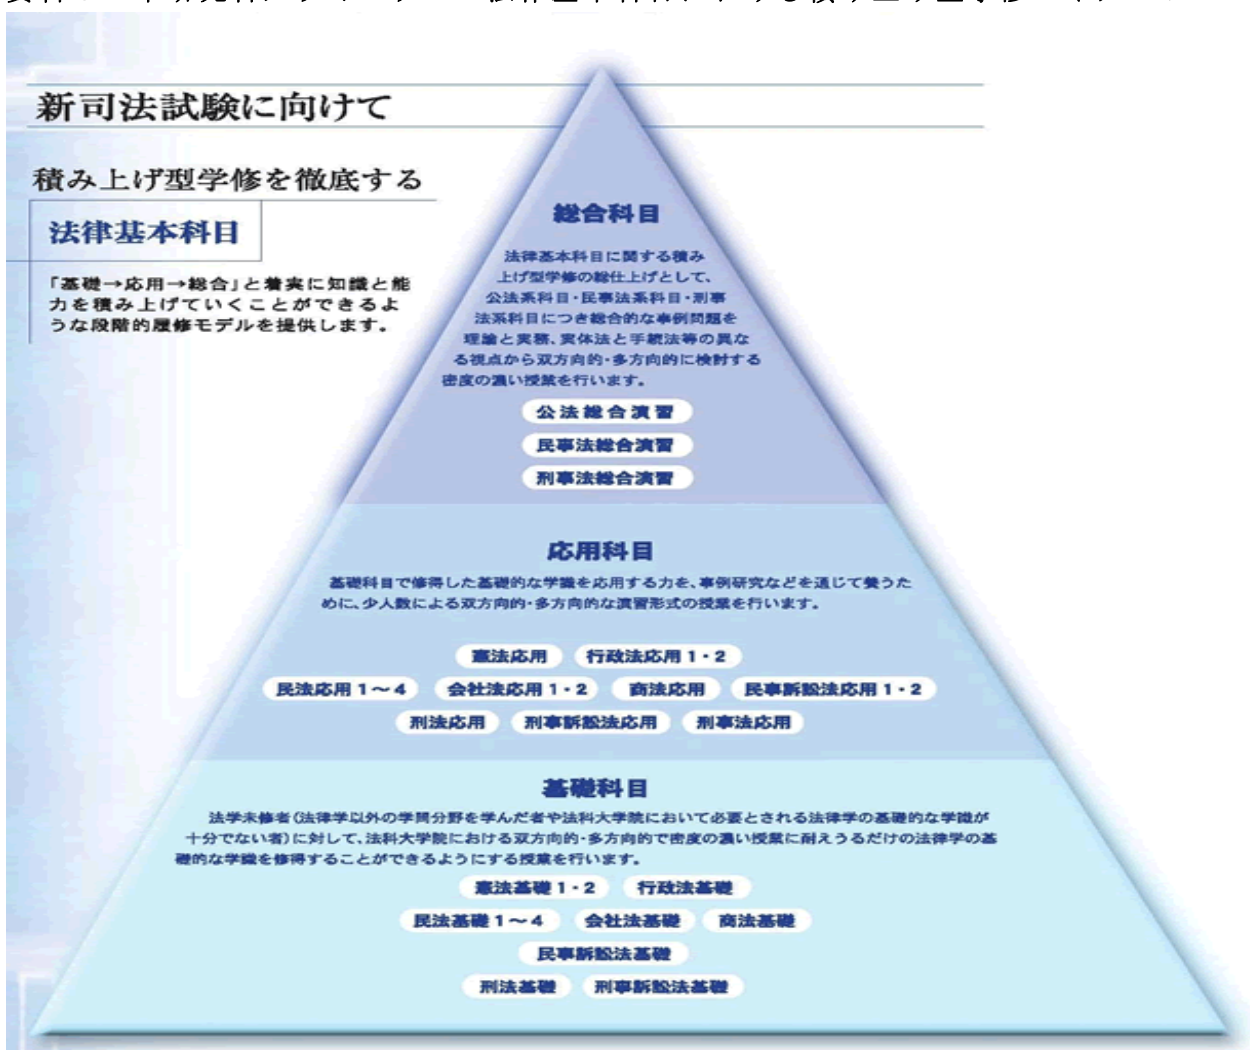 新司法試験に向けて
積み上げ型学修を徹底する
法律基本科目
「基礎→応用→総合」と着実に知識と能
力を積み上げていくことができるよ
うな段階的履修モデルを提供します。
総合科目
法律基本科目に関する積み
上げ型学修の総仕上げとして、
公法系科目・民事法系科目・刑事
法系科目につき総合的な事例問題を
理論と実務、実体法と手続法等の異な
る視点から双方向的・多方向的に検討する
密度の濃い授業を行います。
公法総合演習
民事法総合演習
刑事法総合演習
応用科目
基礎科目で修得した基礎的な学識を応用する力を、事例研究などを通じて養うた
めに、少人数による双方向的・多方向的な演習形式の授業を行います。
憲法応用 行政法応用1・2
民法応用1～4 会社法応用1・2 商法応用 民事訴訟法応用1・2
刑法応用 刑事訴訟法応用 刑事法応用
基礎科目
法学未修者(法律学以外の学問分野を学んだ者や法科大学院において必要とされる法律学の基礎的な学識が
十分でない者)に対して、法科大学院における双方向的・多方向的で密度の濃い授業に耐えうるだけの法律学の基
礎的な学識を修得することができるようにする授業を行います。
憲法基礎1・2 行政法基礎
民法基礎1～4 会社法基礎 商法基礎
民事訴訟法基礎
刑法基礎 刑事訴訟法基礎